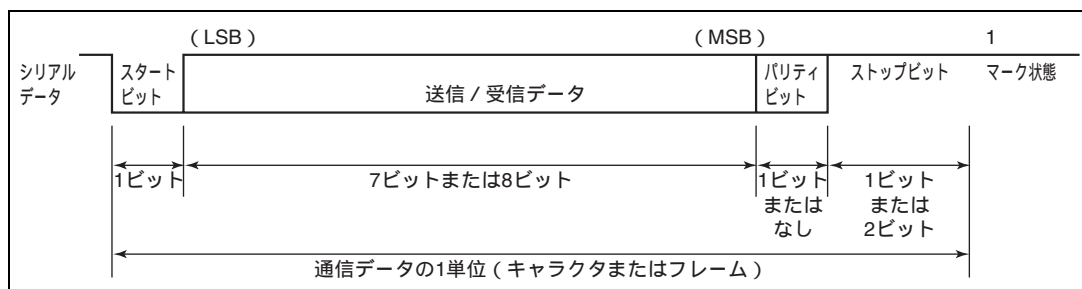 (LSB) (MSB) 1
シリアル
データ
スタート
ビット
送信 / 受信データ
パリティ
ビット
ストップビット
マーク状態
1ビット
7ビットまたは8ビット
1ビット
または
なし
1ビット
または
2ビット
通信データの1単位(キャラクタまたはフレーム)